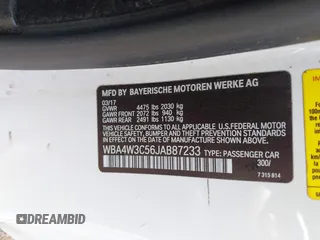 MFD BY BAYERISCHE MOTOREN WERKE AG
03/17
GVWR 4475 lbs 2030 kg
GAWR FRONT 2072 lbs 940 kg
GAWR REAR 2491 lbs 1130 kg
THIS VEHICLE CONFORMS TO ALL APPLICABLE U.S. FEDERAL MOTOR
VEHICLE SAFETY, BUMPER, AND THEFT PREVENTION STANDARDS IN
EFFECT ON THE DATE OF MANUFACTURE SHOWN ABOVE.
WBA4W3C56JAB87233 TYPE: PASSENGER CAR
300/
7 315 814
© 2025 AutoBidMaster